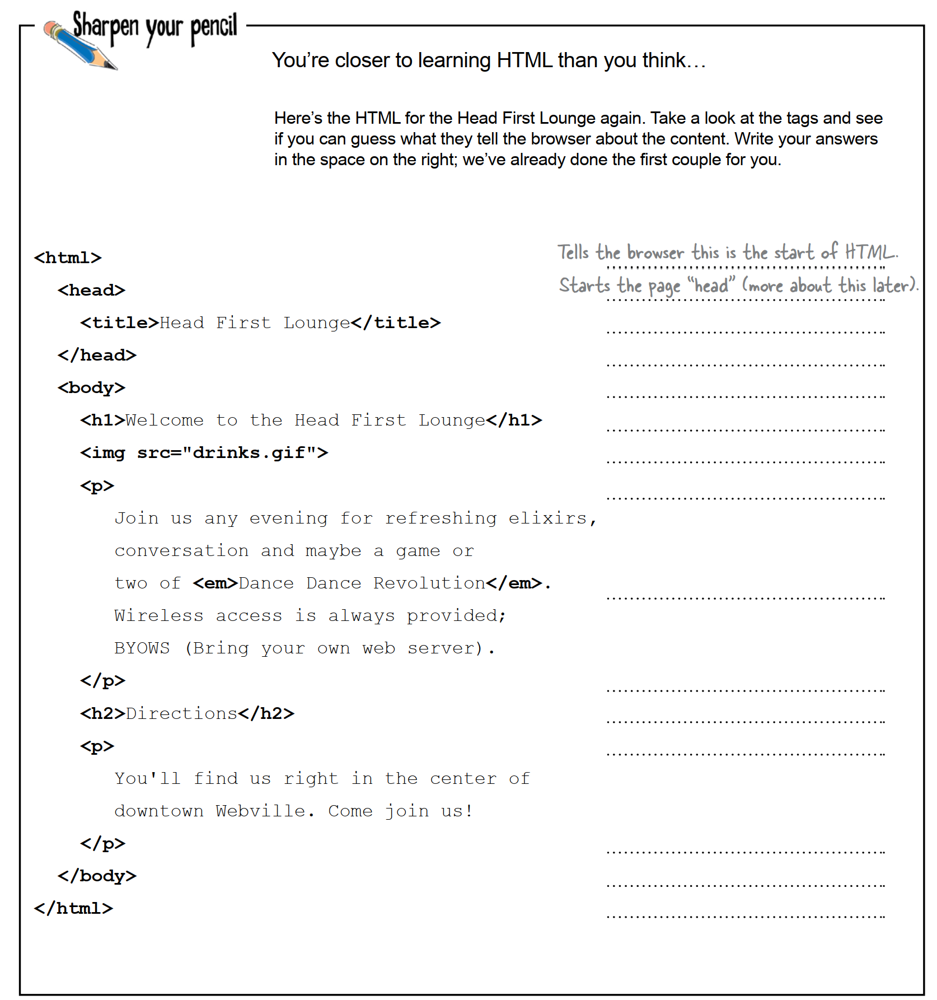 Sharpen your pencil
You’re closer to learning HTML than you think…
Here’s the HTML for the Head First Lounge again. Take a look at the tags and see
if you can guess what they tell the browser about the content. Write your answers
in the space on the right; we’ve already done the first couple for you.
<html>
Tells the browser this is the start of HTML.
<head>
Starts the page “head” (more about this later).
<title>Head First Lounge</title>
</head>
<body>
<h1>Welcome to the Head First Lounge</h1>
<img src="drinks.gif">
<p>
Join us any evening for refreshing elixirs,
conversation and maybe a game or
two of <em>Dance Dance Revolution</em>.
Wireless access is always provided;
BYOWS (Bring your own web server).
</p>
<h2>Directions</h2>
<p>
You'll find us right in the center of
downtown Webville. Come join us!
</p>
</body>
</html>